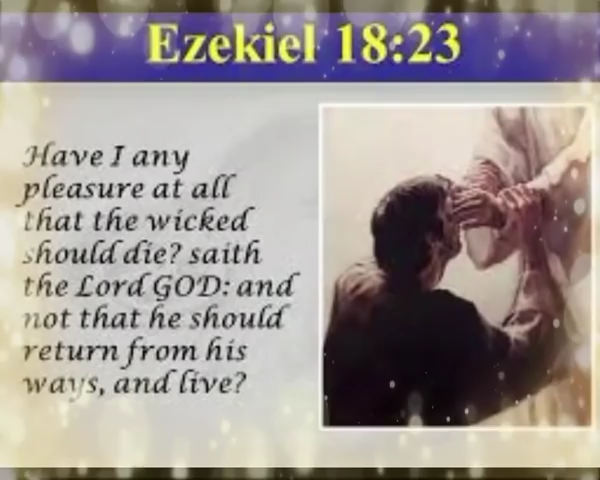 Ezekiel 18:23
Have I any
pleasure at all
that the wicked
should die? saith
the Lord GOD: and
not that he should
return from his
ways, and live?